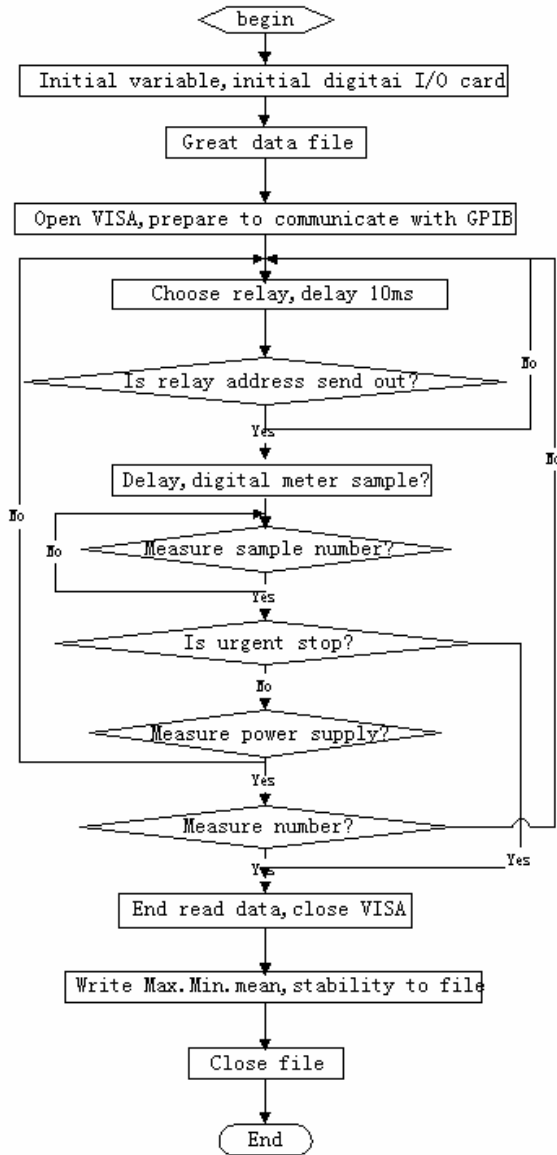 begin
Initial variable,initial digitai I/O card
Great data file
Open VISA,prepare to communicate with GPIB
Choose relay,delay 10ms
No
Is relay address send out?
Yes
No
Delay,digital meter sample?
No
No
Measure sample number?
Yes
Is urgent stop?
No
Measure power supply?
Yes
Measure number?
Yes
Yes
End read data,close VISA
Write Max.Min.mean,stability to file
Close file
End